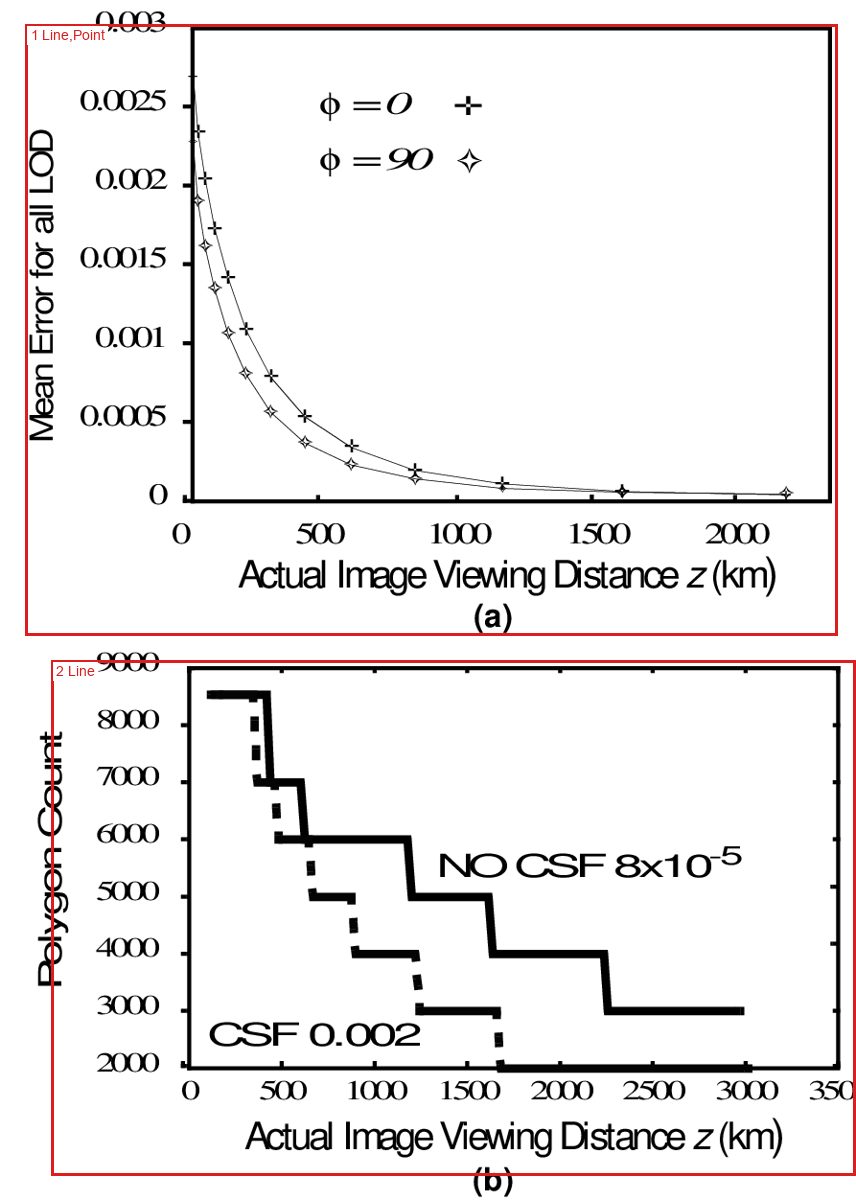 0.003
1 Line,Point
0.0025
0.002
0.0015
0.001
0.0005
0
Mean Error for all LOD
ϕ = 0
ϕ = 90
0 500 1000 1500 2000
Actual Image Viewing Distance z (km)
(a)
9000
2 Line
8000
7000
6000
5000
4000
3000
2000
Polygon Count
NO CSF 8x10⁻⁵
CSF 0.002
0 500 1000 1500 2000 2500 3000 350
Actual Image Viewing Distance z (km)
(b)